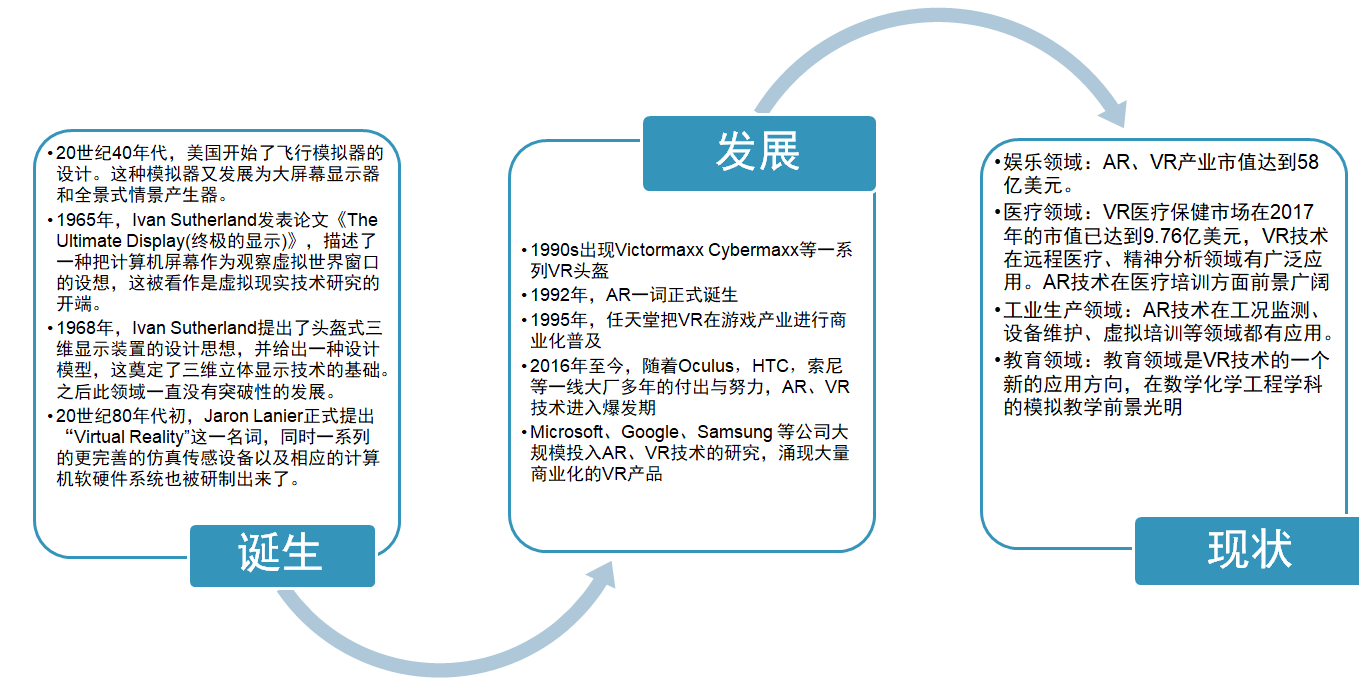 •20世纪40年代，美国开始了飞行模拟器的
设计。这种模拟器又发展为大屏幕显示器
和全景式情景产生器。
•1965年，Ivan Sutherland发表论文《The
Ultimate Display(终极的显示)》，描述了
一种把计算机屏幕作为观察虚拟世界窗口
的设想，这被看作是虚拟现实技术研究的
开端。
•1968年，Ivan Sutherland提出了头盔式三
维显示装置的设计思想，并给出一种设计
模型，这奠定了三维立体显示技术的基础。
之后此领域一直没有突破性的发展。
•20世纪80年代初，Jaron Lanier正式提出
“Virtual Reality”这一名词，同时一系列
的更完善的仿真传感设备以及相应的计算
机软硬件系统也被研制出来了。
诞生
发展
•1990s出现Victormaxx Cybermaxx等一系
列VR头盔
•1992年，AR一词正式诞生
•1995年，任天堂把VR在游戏产业进行商
业化普及
•2016年至今，随着Oculus，HTC，索尼
等一线大厂多年的付出与努力，AR、VR
技术进入爆发期
•Microsoft、Google、Samsung 等公司大
规模投入AR、VR技术的研究，涌现大量
商业化的VR产品
•娱乐领域：AR、VR产业市值达到58
亿美元。
•医疗领域：VR医疗保健市场在2017
年的市值已达到9.76亿美元，VR技术
在远程医疗、精神分析领域有广泛应
用。AR技术在医疗培训方面前景广阔
•工业生产领域：AR技术在工况监测、
设备维护、虚拟培训等领域都有应用。
•教育领域：教育领域是VR技术的一个
新的应用方向，在数学化学工程学科
的模拟教学前景光明
现状